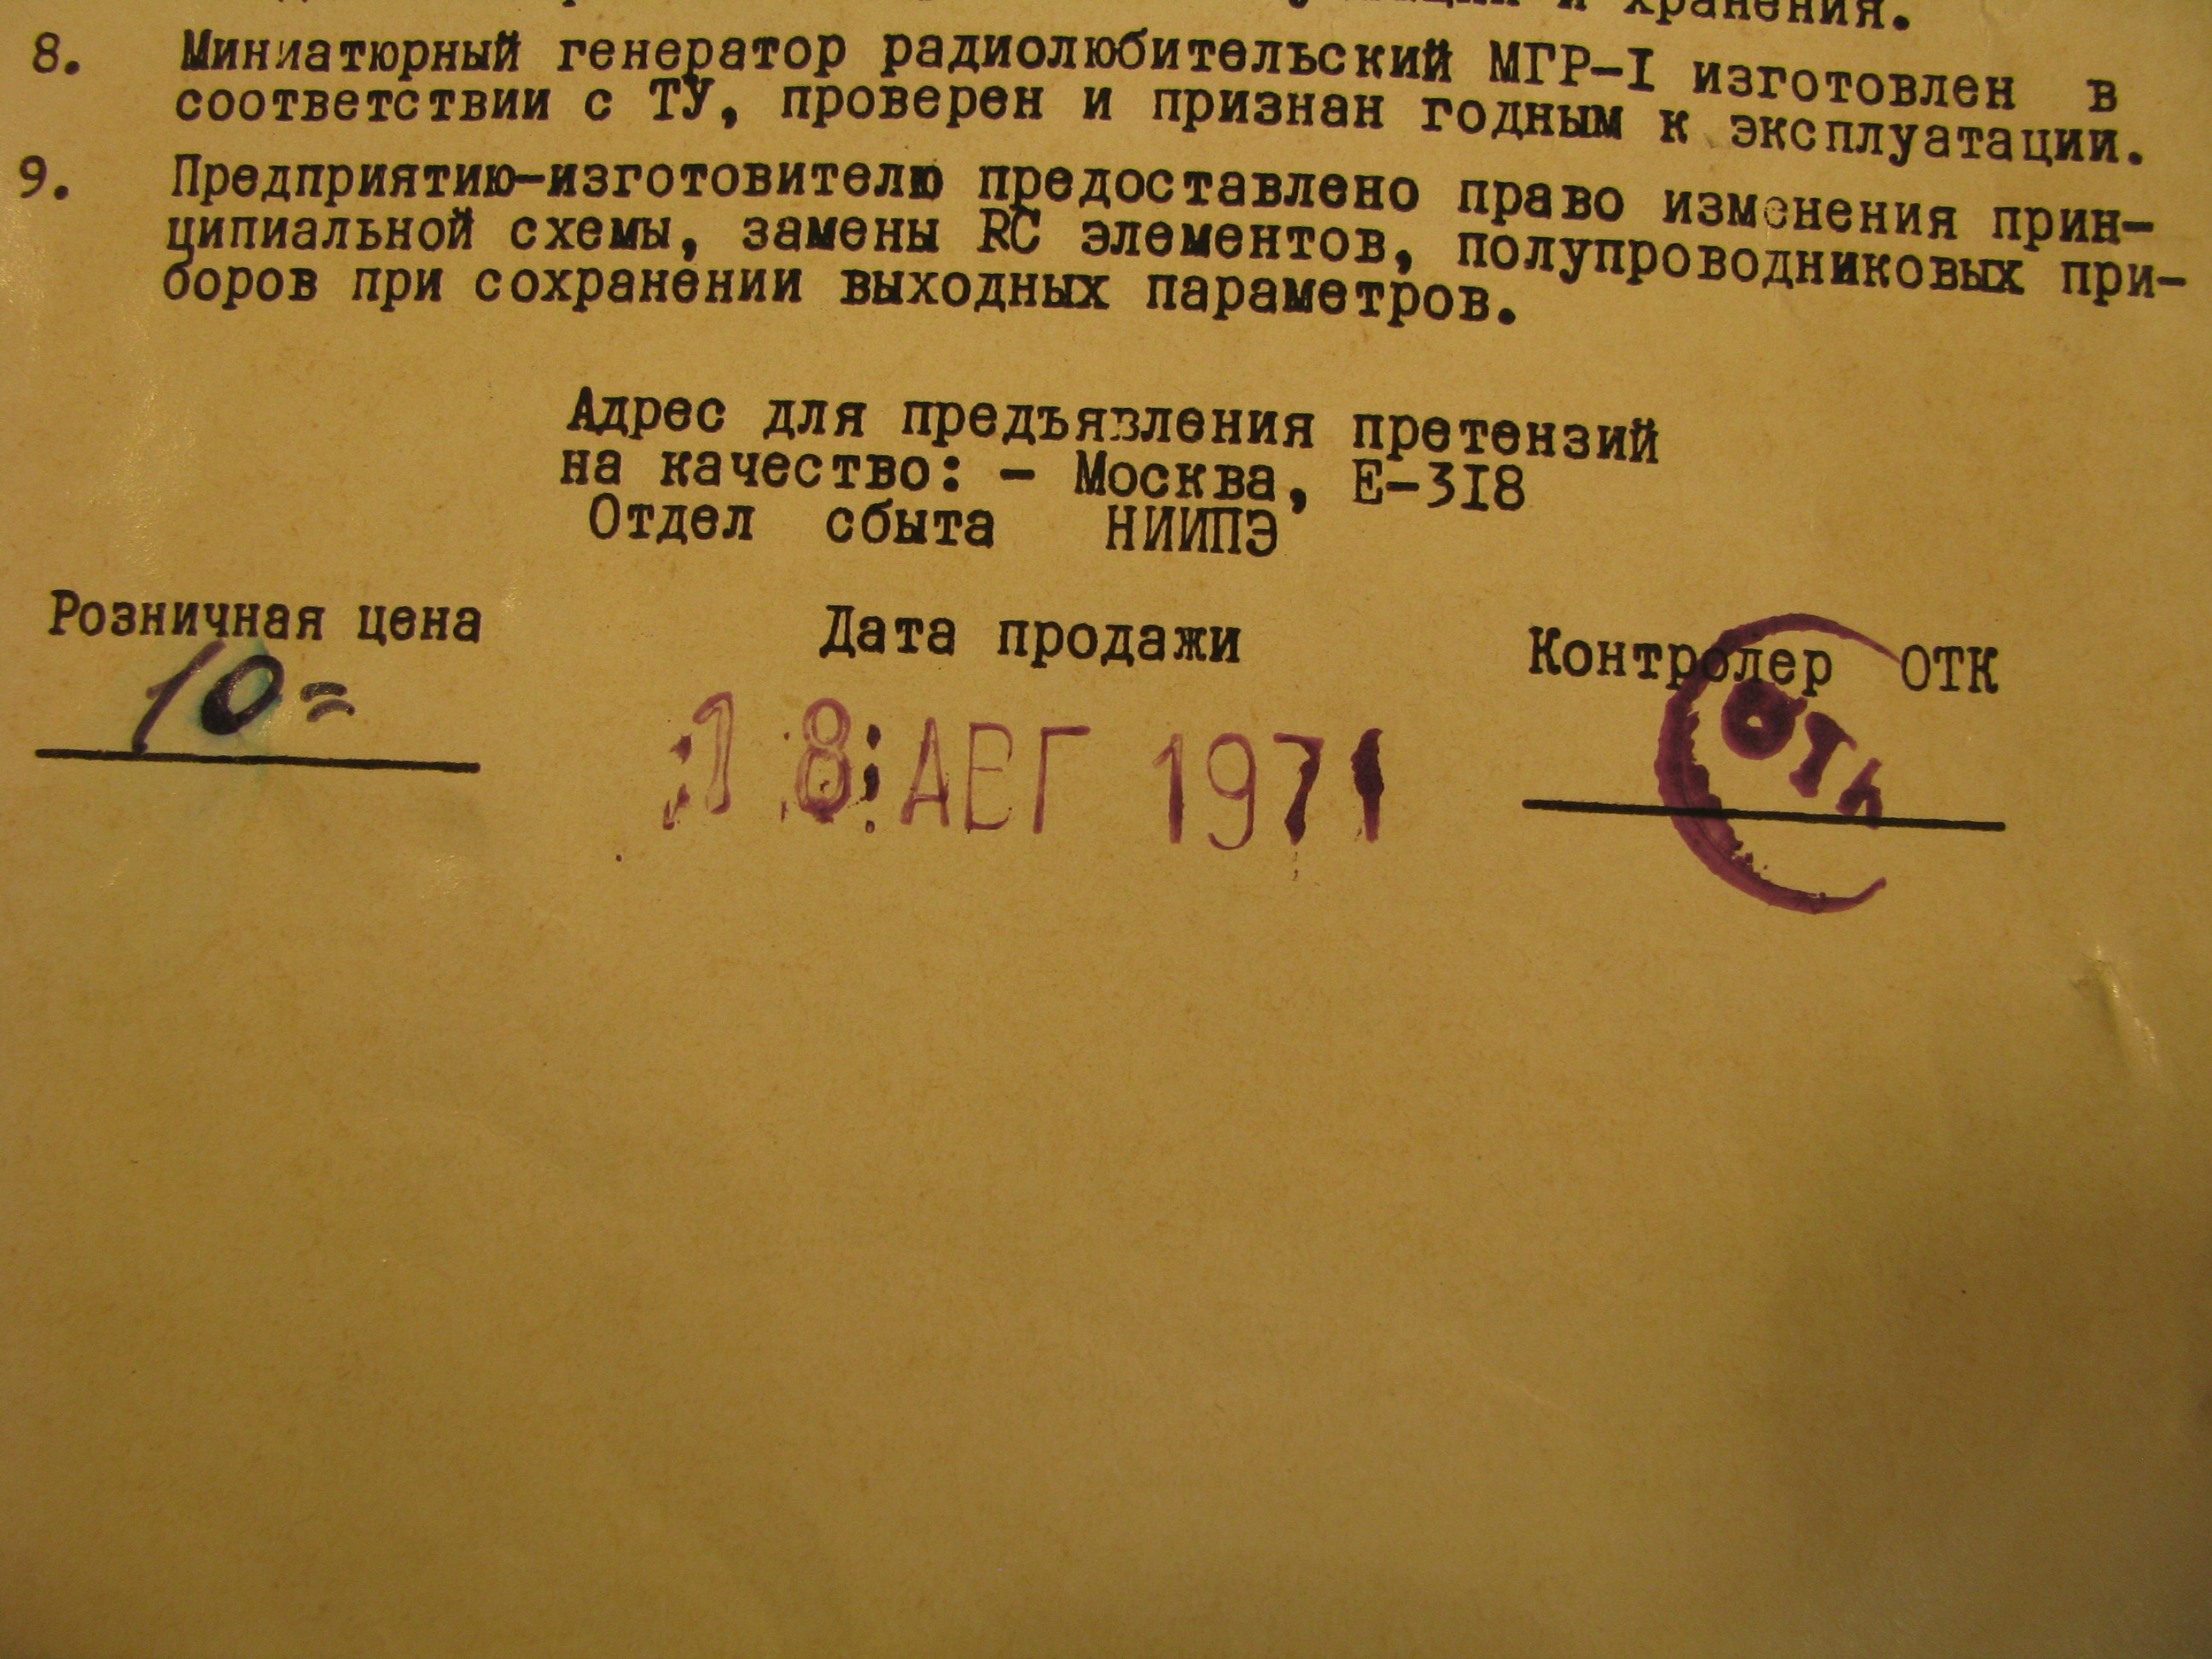 и хранения.
8. Миниатюрный генератор радиолюбительский МГР-I изготовлен в
соответствии с ТУ, проверен и признан годным к эксплуатации.
9. Предприятию-изготовителю предоставлено право изменения прин-
ципиальной схемы, замены RC элементов, полупроводниковых при-
боров при сохранении выходных параметров.
Адрес для предъявления претензий
на качество: - Москва, Е-3I8
Отдел сбыта НИИПЭ
Розничная цена Дата продажи Контролер ОТК
10= 18 АВГ 1971 ОТК